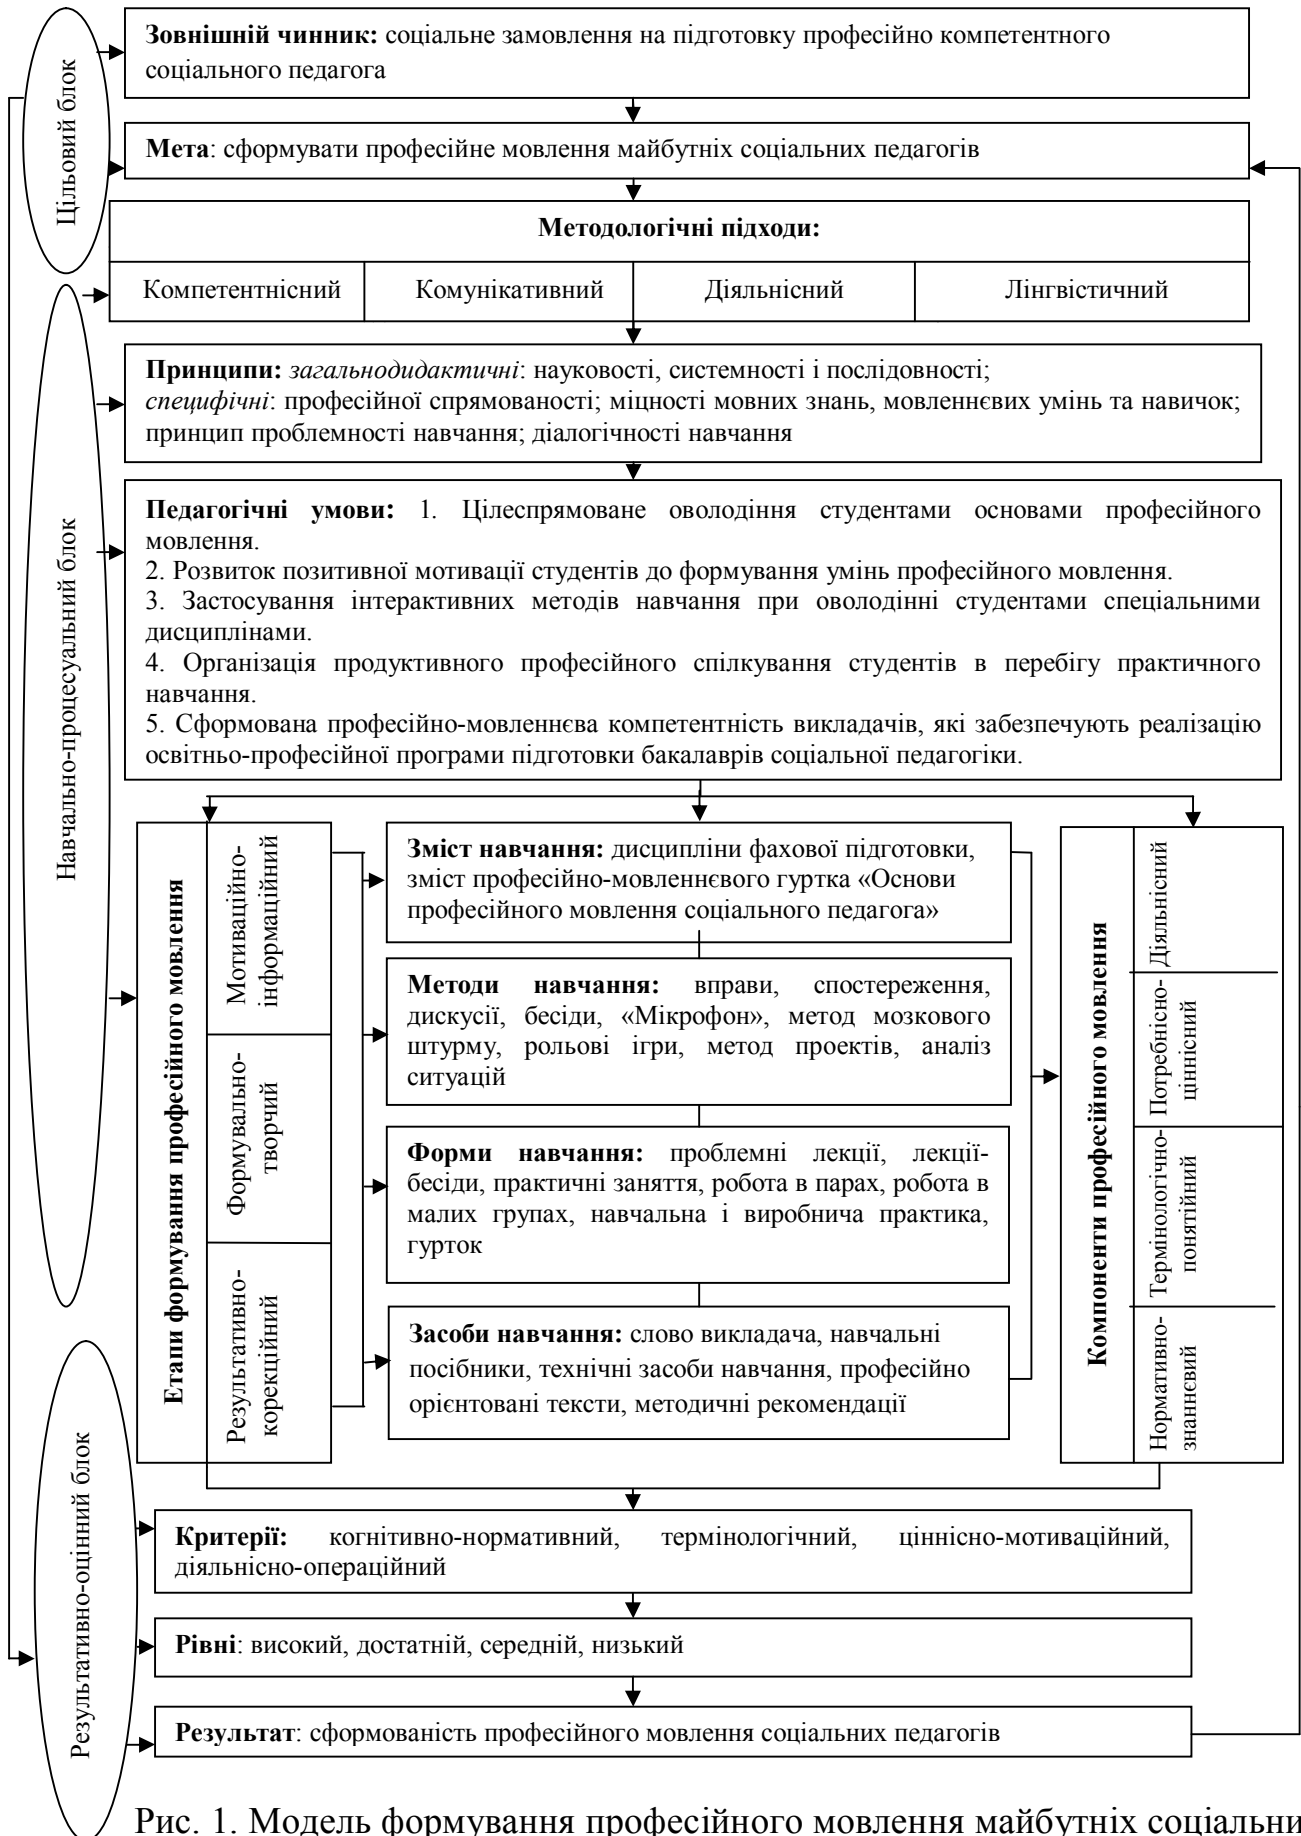 Цільовий блок
Зовнішній чинник: соціальне замовлення на підготовку професійно компетентного
соціального педагога
Мета: сформувати професійне мовлення майбутніх соціальних педагогів
Методологічні підходи:
Компетентнісний Комунікативний Діяльнісний Лінгвістичний
Навчально-процесуальний блок
Принципи: загальнодидактичні: науковості, системності і послідовності;
специфічні: професійної спрямованості; міцності мовних знань, мовленнєвих умінь та навичок;
принцип проблемності навчання; діалогічності навчання
Педагогічні умови: 1. Цілеспрямоване оволодіння студентами основами професійного
мовлення.
2. Розвиток позитивної мотивації студентів до формування умінь професійного мовлення.
3. Застосування інтерактивних методів навчання при оволодінні студентами спеціальними
дисциплінами.
4. Організація продуктивного професійного спілкування студентів в перебігу практичного
навчання.
5. Сформована професійно-мовленнєва компетентність викладачів, які забезпечують реалізацію
освітньо-професійної програми підготовки бакалаврів соціальної педагогіки.
Етапи формування професійного мовлення
Мотиваційно-
інформаційний
Формувально-
творчий
Результативно-
корекційний
Зміст навчання: дисципліни фахової підготовки,
зміст професійно-мовленнєвого гуртка «Основи
професійного мовлення соціального педагога»
Методи навчання: вправи, спостереження,
дискусії, бесіди, «Мікрофон», метод мозкового
штурму, рольові ігри, метод проектів, аналіз
ситуацій
Форми навчання: проблемні лекції, лекції-
бесіди, практичні заняття, робота в парах, робота в
малих групах, навчальна і виробнича практика,
гурток
Засоби навчання: слово викладача, навчальні
посібники, технічні засоби навчання, професійно
орієнтовані тексти, методичні рекомендації
Компоненти професійного мовлення
Діяльнісний
Потребнісно-
ціннісний
Термінологічно-
понятійний
Нормативно-
знаннєвий
Результативно-оцінний блок
Критерії: когнітивно-нормативний, термінологічний, ціннісно-мотиваційний,
діяльнісно-операційний
Рівні: високий, достатній, середній, низький
Результат: сформованість професійного мовлення соціальних педагогів
Рис. 1. Модель формування професійного мовлення майбутніх соціальни